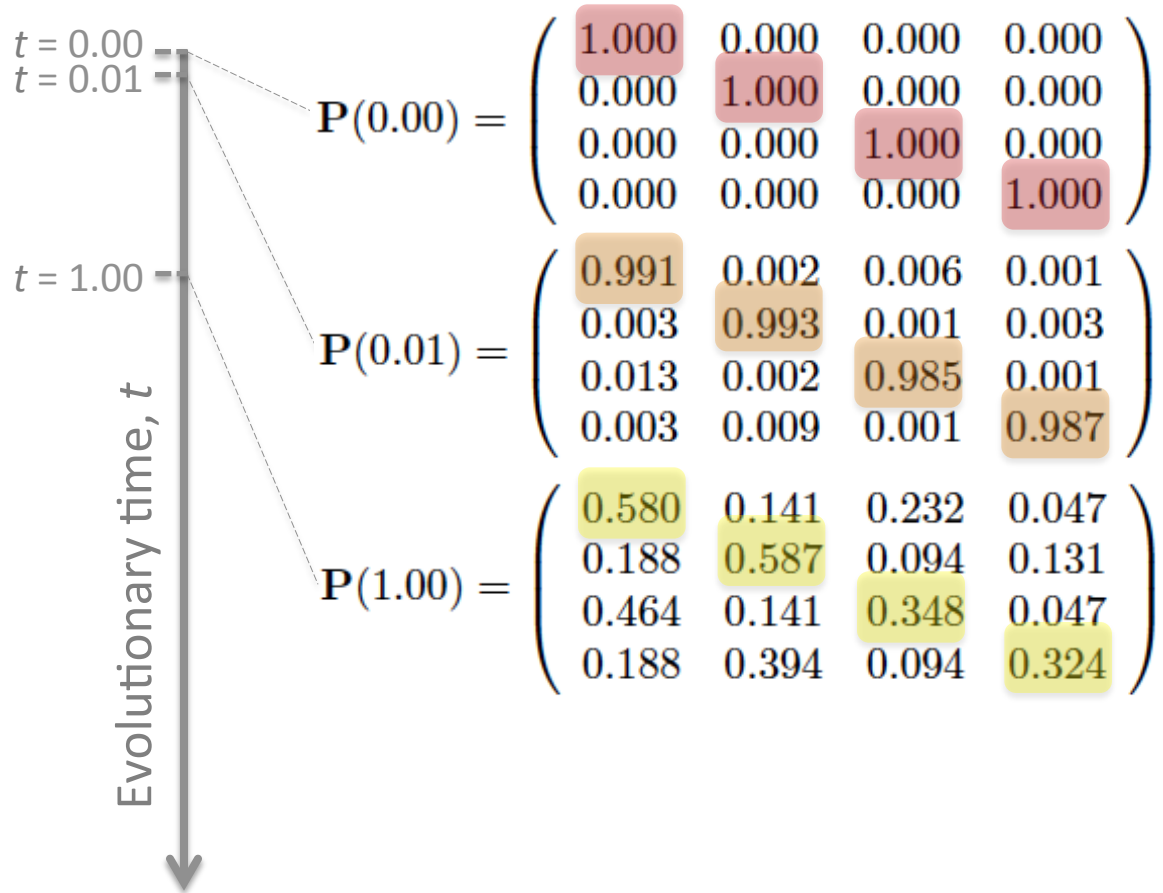 t = 0.00
t = 0.01
t = 1.00
Evolutionary time, t
P(0.00) =
1.000 0.000 0.000 0.000
0.000 1.000 0.000 0.000
0.000 0.000 1.000 0.000
0.000 0.000 0.000 1.000
P(0.01) =
0.991 0.002 0.006 0.001
0.003 0.993 0.001 0.003
0.013 0.002 0.985 0.001
0.003 0.009 0.001 0.987
P(1.00) =
0.580 0.141 0.232 0.047
0.188 0.587 0.094 0.131
0.464 0.141 0.348 0.047
0.188 0.394 0.094 0.324